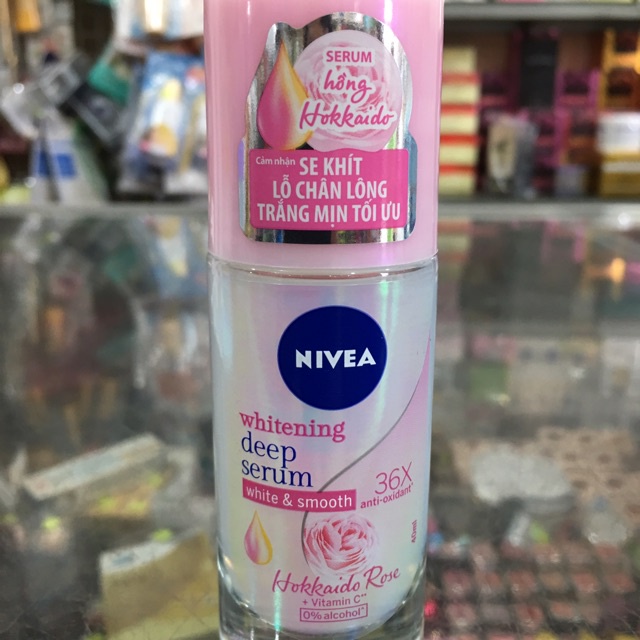 SERUM
hồng
Hokkaido
Cảm nhận SE KHÍT
LỖ CHÂN LÔNG
TRẮNG MỊN TỐI ƯU
NIVEA
whitening
deep
serum
white & smooth
36X
anti-oxidant*
40ml
Hokkaido Rose
+ Vitamin C**
0% alcohol*